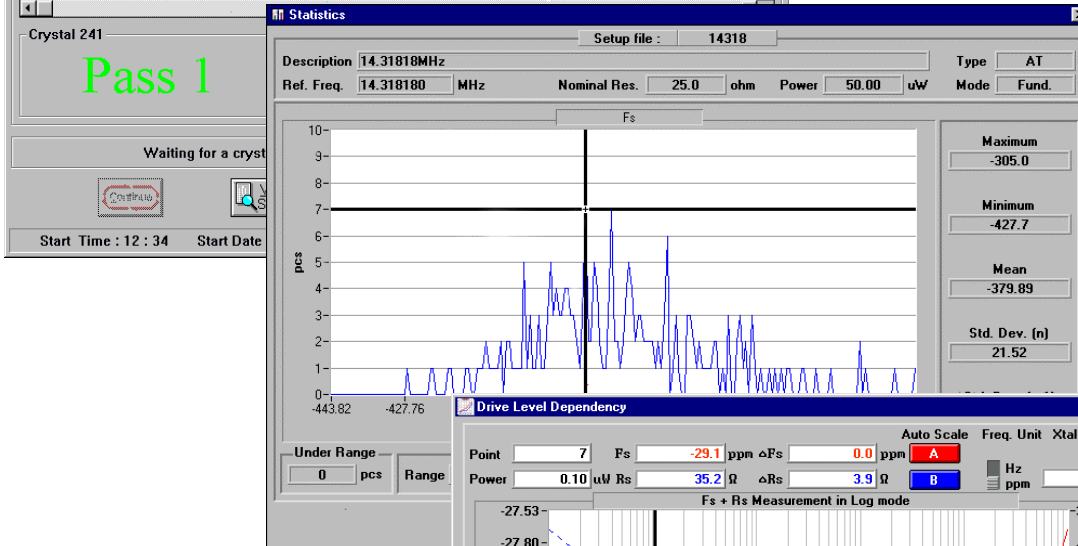 Crystal 241
Pass 1
Waiting for a cryst
Continue
Start Time : 12 : 34 Start Date
Statistics
Setup file : 14318
Description 14.31818MHz
Type AT
Ref. Freq. 14.318180 MHz Nominal Res. 25.0 ohm Power 50.00 uW Mode Fund.
Fs
10
9
8
7
6
5
4
3
2
1
0
pcs
-443.82 -427.76
Maximum
-305.0
Minimum
-427.7
Mean
-379.89
Std. Dev. (n)
21.52
Under Range
0 pcs
Range
Drive Level Dependency
Auto Scale Freq. Unit Xtal
Point 7 Fs -29.1 ppm ΔFs 0.0 ppm A
Power 0.10 uW Rs 35.2 Ω ΔRs 3.9 Ω B
Hz
ppm
Fs + Rs Measurement in Log mode
-27.53
-27.80